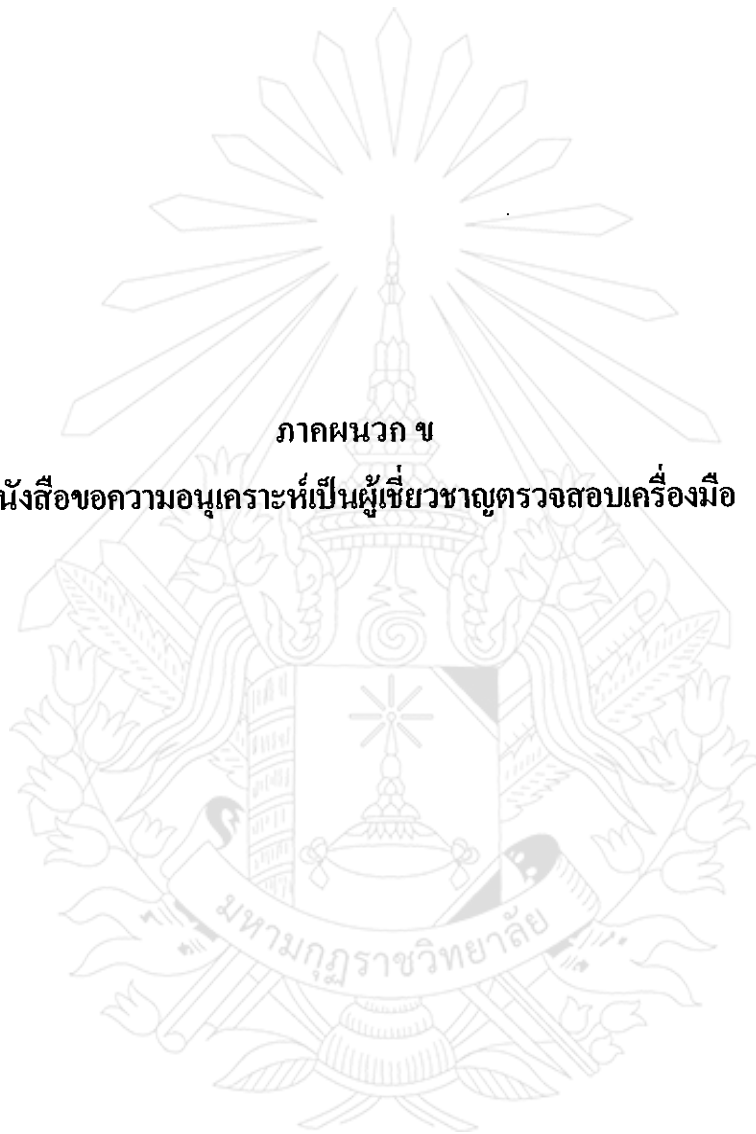 ภาคผนวก ข
นังสือขอความอนุเคราะห์เป็นผู้เชี่ยวชาญตรวจสอบเครื่องมือ
มหามกุฏราชวิทยาลัย